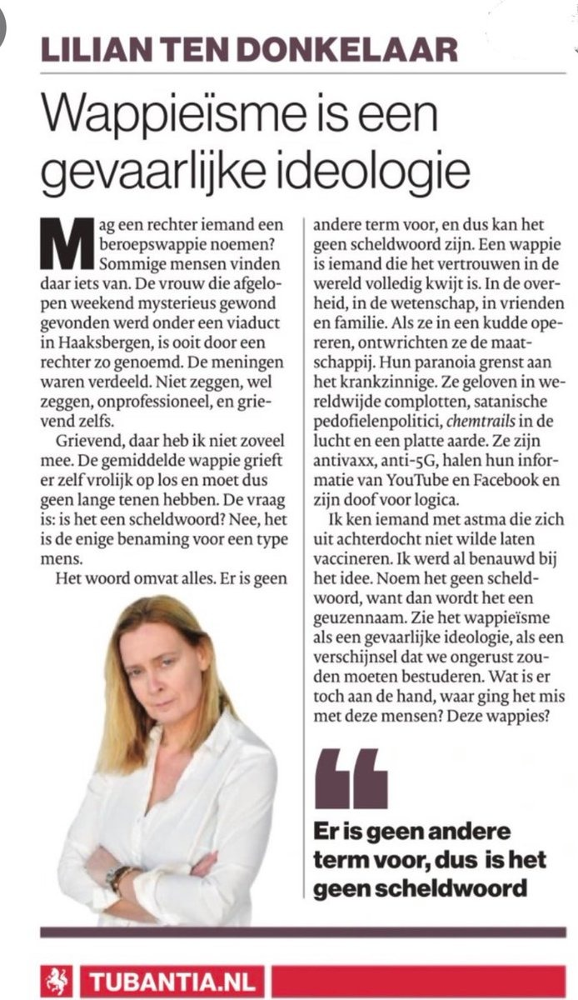 LILIAN TEN DONKELAAR
Wappieïsme is een
gevaarlijke ideologie
Mag een rechter iemand een
beroepswappie noemen?
Sommige mensen vinden
daar iets van. De vrouw die afgelo-
pen weekend mysterieus gewond
gevonden werd onder een viaduct
in Haaksbergen, is ooit door een
rechter zo genoemd. De meningen
waren verdeeld. Niet zeggen, wel
zeggen, onprofessioneel, en grie-
vend zelfs.
Grievend, daar heb ik niet zoveel
mee. De gemiddelde wappie grieft
er zelf vrolijk op los en moet dus
geen lange tenen hebben. De vraag
is: is het een scheldwoord? Nee, het
is de enige benaming voor een type
mens.
Het woord omvat alles. Er is geen
andere term voor, en dus kan het
geen scheldwoord zijn. Een wappie
is iemand die het vertrouwen in de
wereld volledig kwijt is. In de over-
heid, in de wetenschap, in vrienden
en familie. Als ze in een kudde ope-
reren, ontwrichten ze de maat-
schappij. Hun paranoia grenst aan
het krankzinnige. Ze geloven in we-
reldwijde complotten, satanische
pedofielenpolitici, chemtrails in de
lucht en een platte aarde. Ze zijn
antivaxx, anti-5G, halen hun infor-
matie van YouTube en Facebook en
zijn doof voor logica.
Ik ken iemand met astma die zich
uit achterdocht niet wilde laten
vaccineren. Ik werd al benauwd bij
het idee. Noem het geen scheld-
woord, want dan wordt het een
geuzennaam. Zie het wappieïsme
als een gevaarlijke ideologie, als een
verschijnsel dat we ongerust zou-
den moeten bestuderen. Wat is er
toch aan de hand, waar ging het mis
met deze mensen? Deze wappies?
Er is geen andere
term voor, dus is het
geen scheldwoord
TUBANTIA.NL